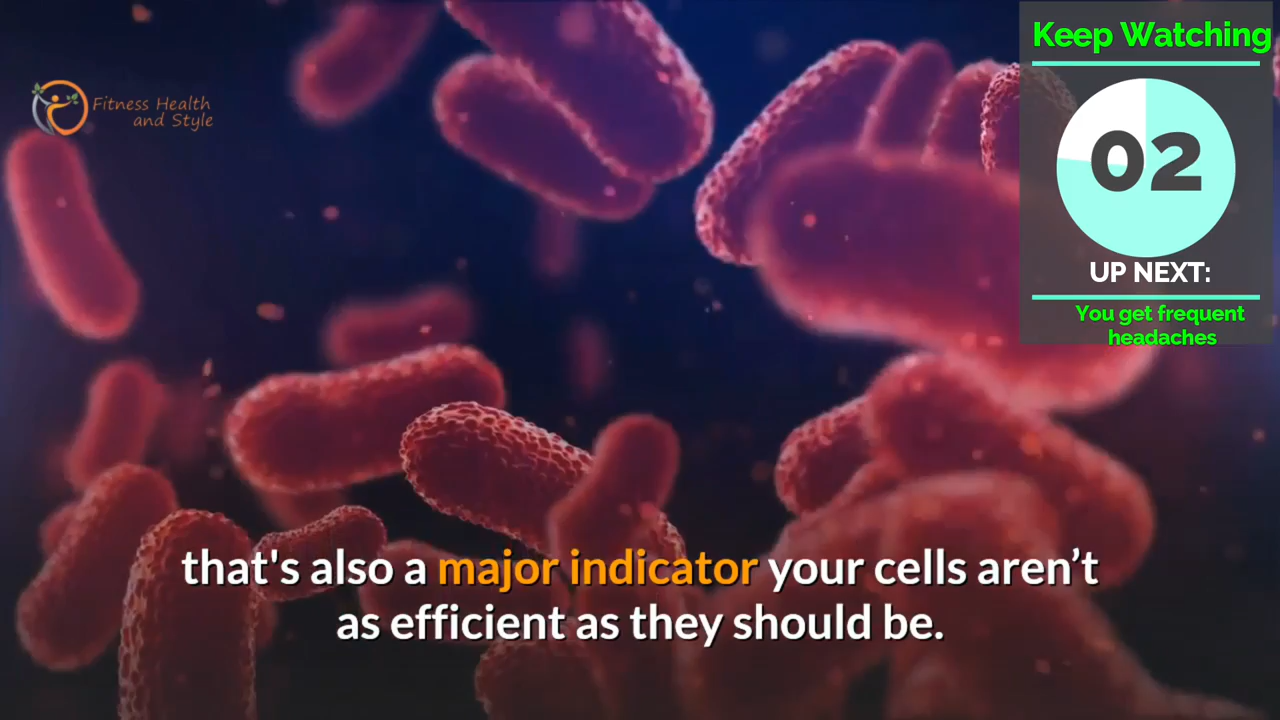 Keep Watching
Fitness Health
and Style
02
UP NEXT:
You get frequent
headaches
that's also a major indicator your cells aren’t
as efficient as they should be.